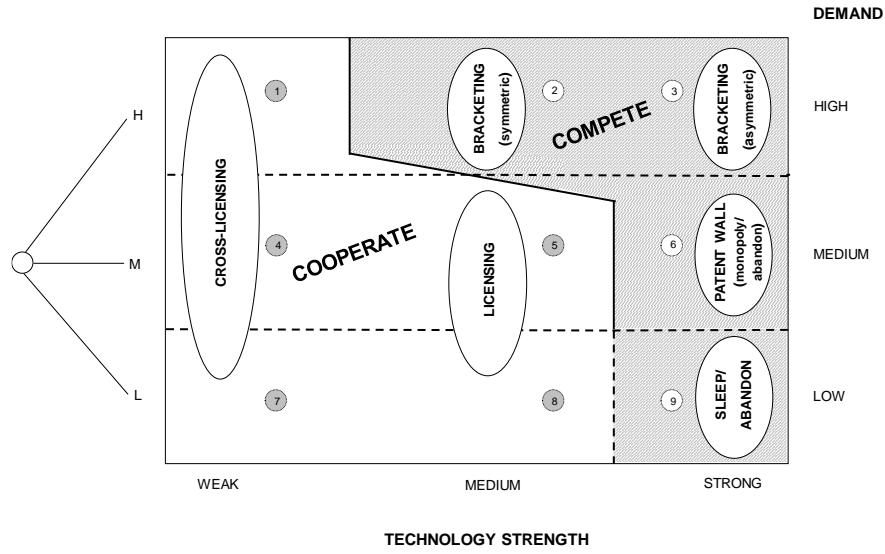 DEMAND
H
M
L
1
2
3
CROSS-LICENSING
BRACKETING
(symmetric)
COMPETE
BRACKETING
(asymmetric)
HIGH
4
COOPERATE
LICENSING
5
6
PATENT WALL
(monopoly/
abandon)
MEDIUM
7
8
9
SLEEP/
ABANDON
LOW
WEAK
MEDIUM
STRONG
TECHNOLOGY STRENGTH